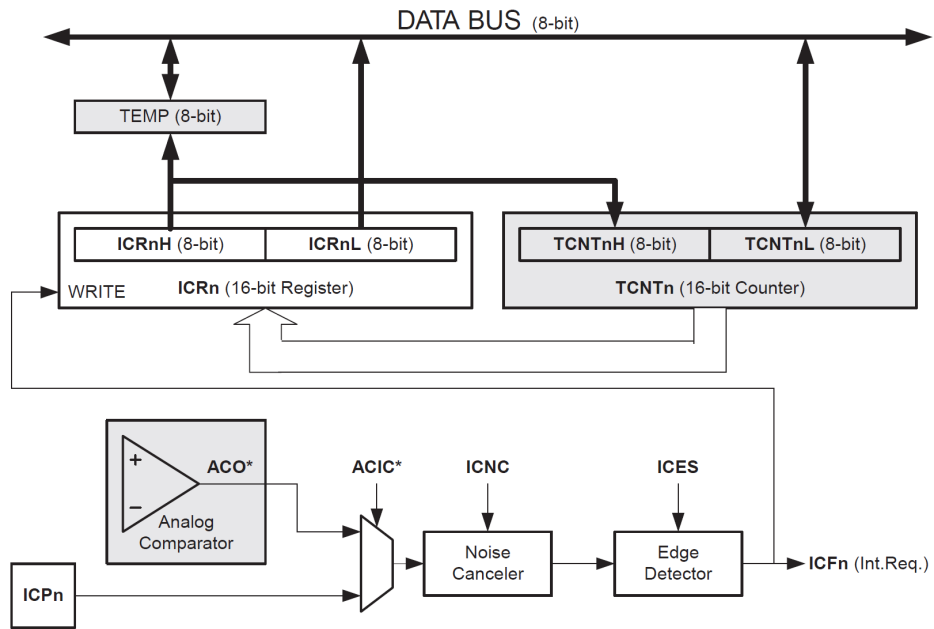 DATA BUS (8-bit)
TEMP (8-bit)
ICRnH (8-bit) ICRnL (8-bit) TCNTnH (8-bit) TCNTnL (8-bit)
WRITE ICRn (16-bit Register) TCNTn (16-bit Counter)
+ ACO* ACIC* ICNC ICES
−
Analog
Comparator
Noise
Canceler
Edge
Detector
ICFn (Int.Req.)
ICPn